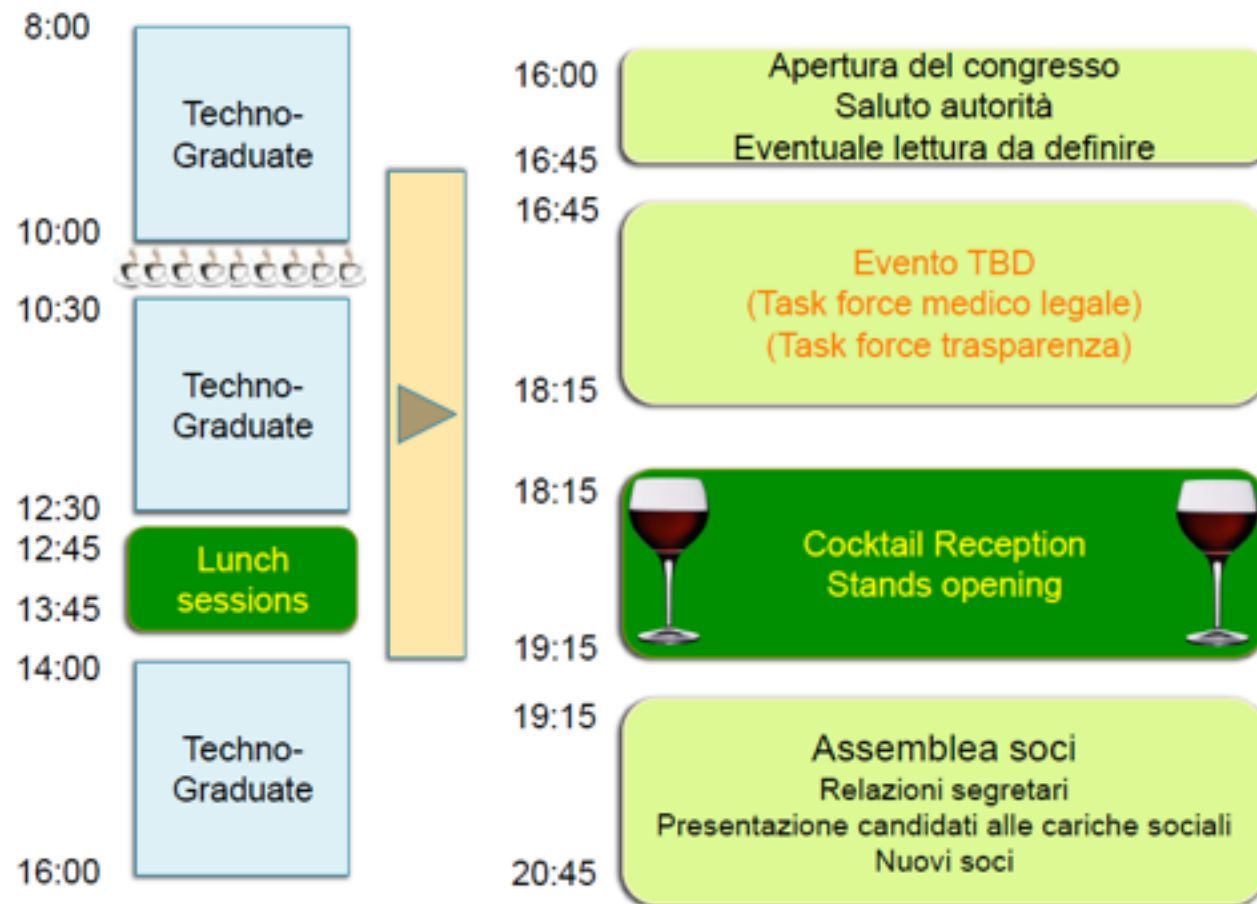 8:00
Techno-
Graduate
10:00
10:30
Techno-
Graduate
12:30
12:45
Lunch
sessions
13:45
14:00
Techno-
Graduate
16:00
16:00
Apertura del congresso
Saluto autorità
Eventuale lettura da definire
16:45
16:45
Evento TBD
(Task force medico legale)
(Task force trasparenza)
18:15
18:15
Cocktail Reception
Stands opening
19:15
19:15
Assemblea soci
Relazioni segretari
Presentazione candidati alle cariche sociali
Nuovi soci
20:45